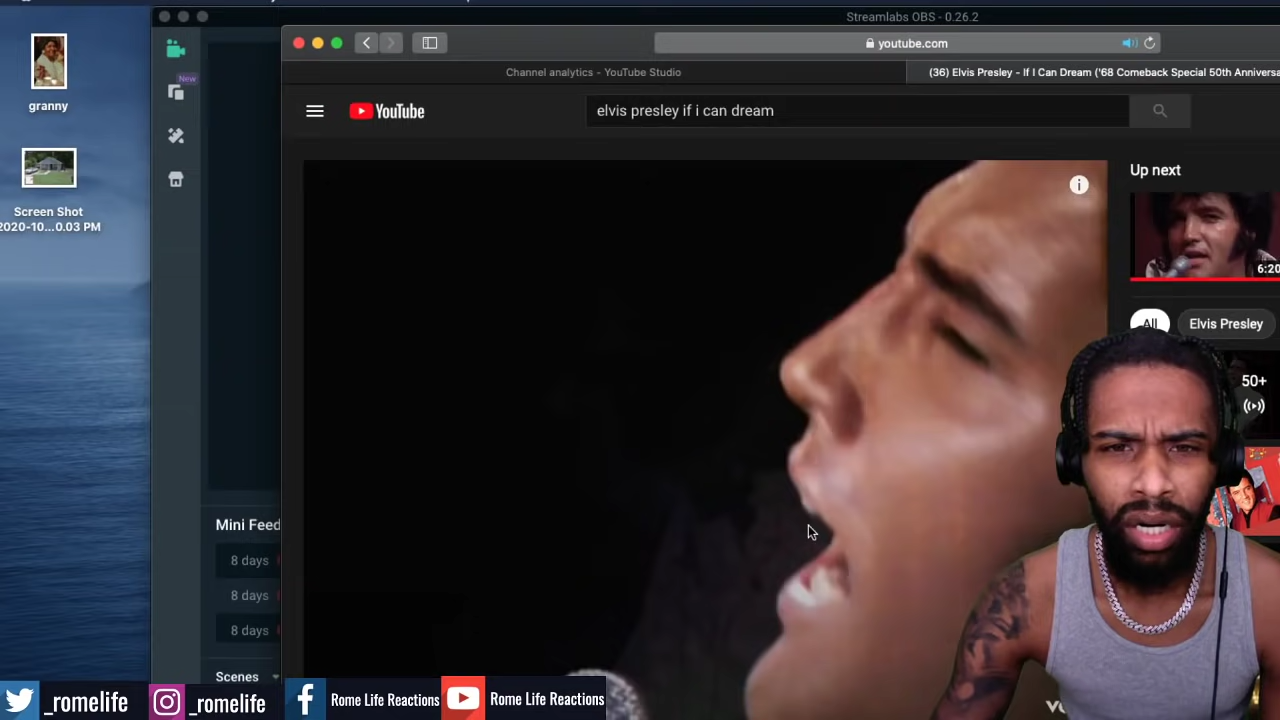 Streamlabs OBS - 0.26.2
youtube.com
Channel analytics - YouTube Studio
(36) Elvis Presley - If I Can Dream ('68 Comeback Special 50th Annivers
granny
New
YouTube
elvis presley if i can dream
Up next
Screen Shot
2020-10...0.03 PM
6:20
All
Elvis Presley
50+
Mini Feed
8 days
8 days
8 days
Scenes
_romelife
_romelife
Rome Life Reactions
Rome Life Reactions